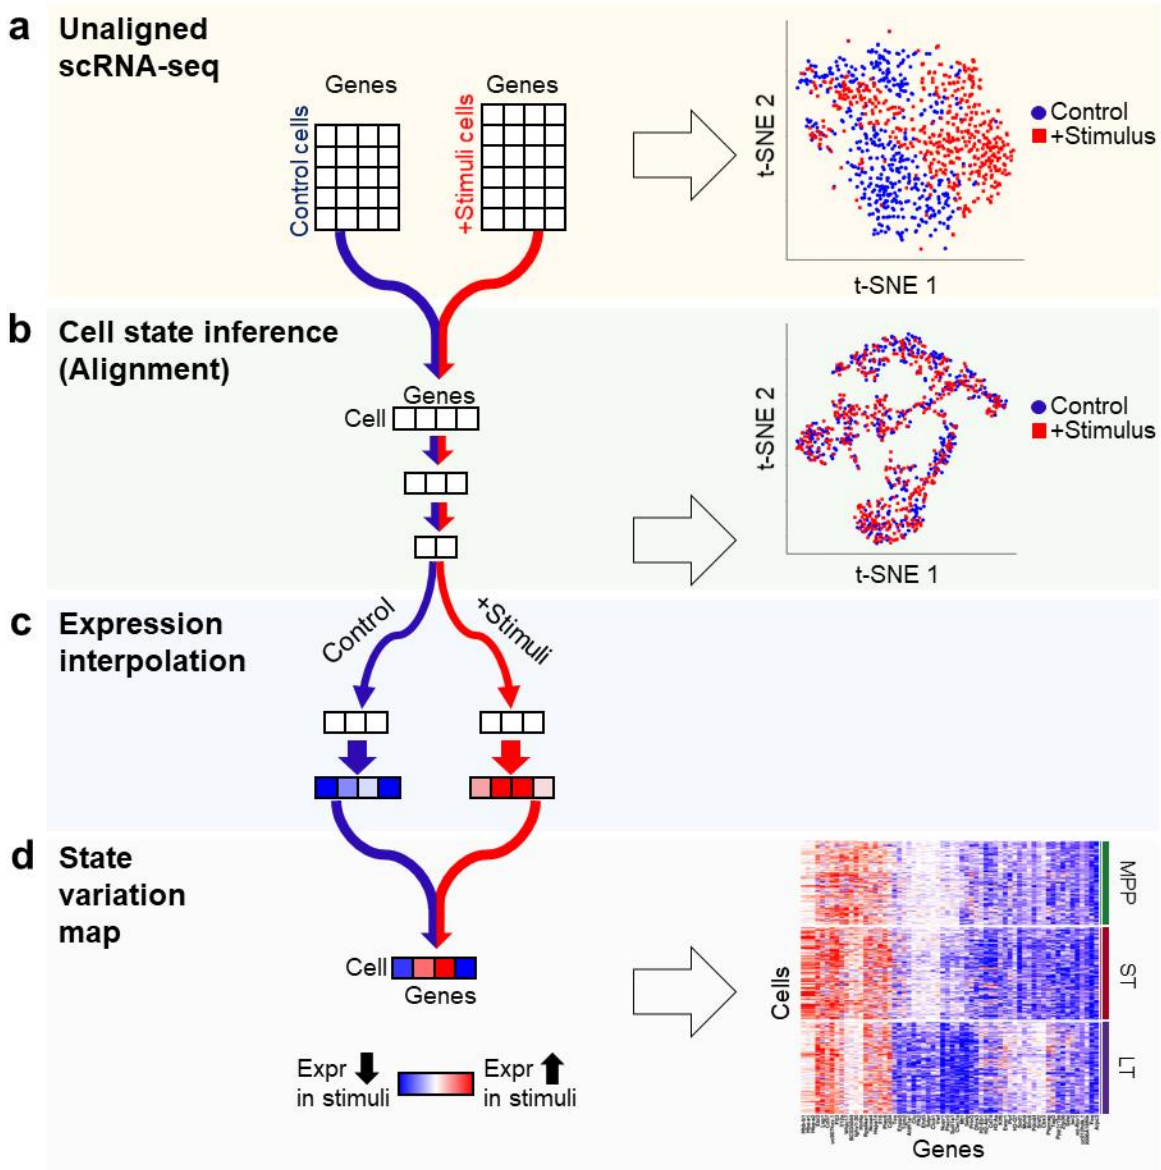 a
Unaligned
scRNA-seq
Genes
Genes
Control cells
+Stimuli cells
t-SNE 2
t-SNE 1
Control
+Stimulus
b
Cell state inference
(Alignment)
Genes
Cell
t-SNE 2
t-SNE 1
Control
+Stimulus
c
Expression
interpolation
Control
+Stimuli
d
State
variation
map
Cell
Genes
Expr
in stimuli
Expr
in stimuli
Cells
MPP
ST
LT
Genes